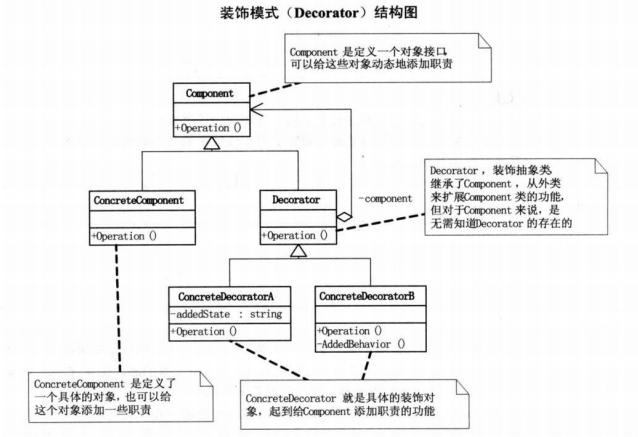 装饰模式（Decorator）结构图
Component 是定义一个对象接口，
可以给这些对象动态地添加职责
Component
+Operation ()
-component
Decorator，装饰抽象类，
继承了Component，从外类
来扩展Component 类的功能，
但对于Component 来说，是
无需知道Decorator 的存在的
ConcreteComponent
+Operation ()
Decorator
+Operation ()
ConcreteDecoratorA
-addedState : string
+Operation ()
ConcreteDecoratorB
+Operation ()
-AddedBehavior ()
ConcreteComponent 是定义了
一个具体的对象，也可以给
这个对象添加一些职责
ConcreteDecorator 就是具体的装饰对
象，起到给Component 添加职责的功能